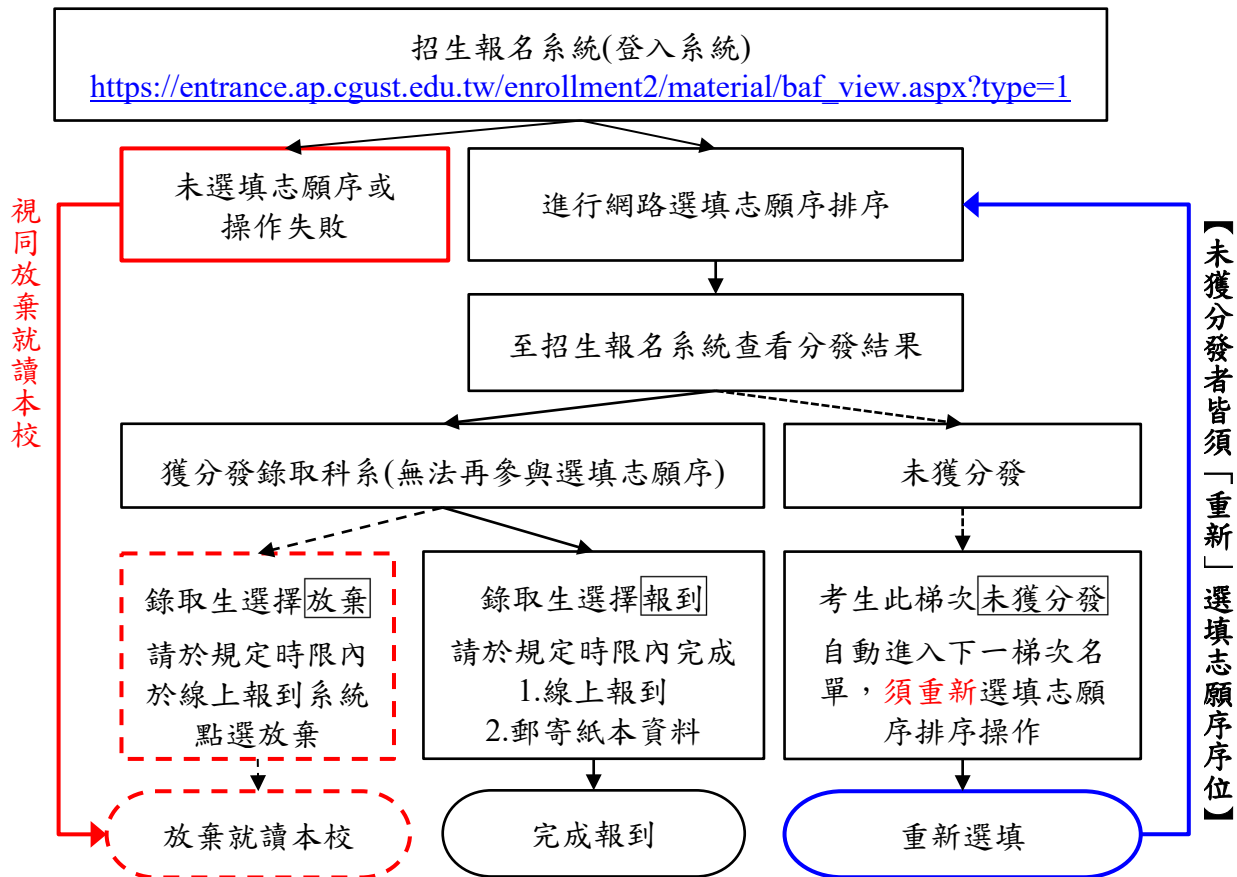 招生報名系統(登入系統)
https://entrance.ap.cgust.edu.tw/enrollment2/material/baf_view.aspx?type=1
未選填志願序或
操作失敗
進行網路選填志願序排序
視同放棄就讀本校
【未獲分發者皆須「重新」選填志願序序位】
至招生報名系統查看分發結果
獲分發錄取科系(無法再參與選填志願序)
未獲分發
錄取生選擇放棄
請於規定時限內
於線上報到系統
點選放棄
錄取生選擇報到
請於規定時限內完成
1.線上報到
2.郵寄紙本資料
考生此梯次未獲分發
自動進入下一梯次名
單，須重新選填志願
序排序操作
放棄就讀本校
完成報到
重新選填